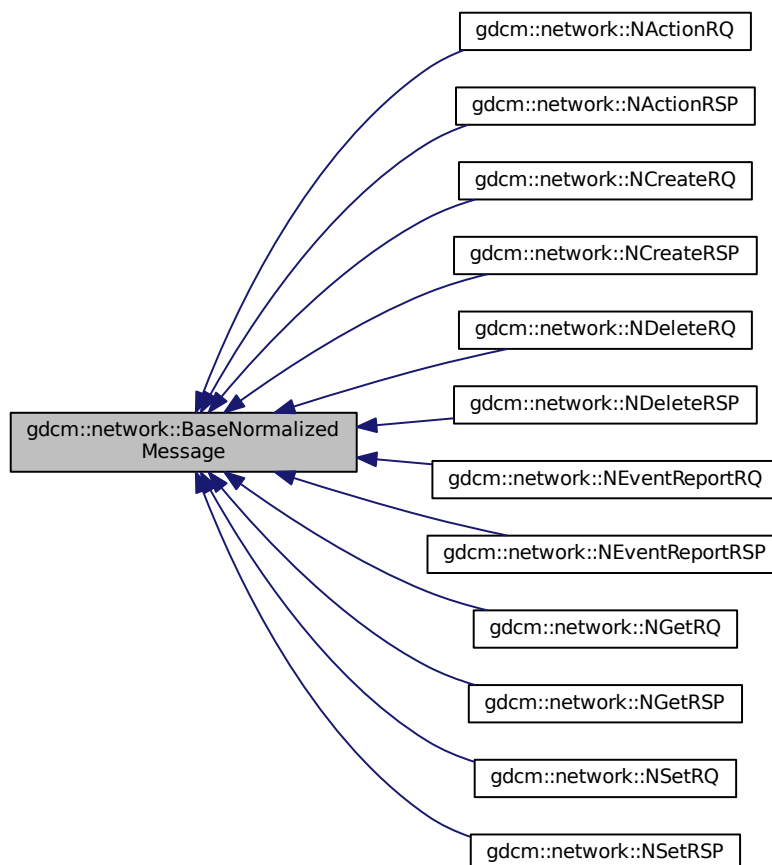 gdcm::network::NActionRQ
gdcm::network::NActionRSP
gdcm::network::NCreateRQ
gdcm::network::NCreateRSP
gdcm::network::NDeleteRQ
gdcm::network::NDeleteRSP
gdcm::network::BaseNormalized
Message
gdcm::network::NEventReportRQ
gdcm::network::NEventReportRSP
gdcm::network::NGetRQ
gdcm::network::NGetRSP
gdcm::network::NSetRQ
gdcm::network::NSetRSP